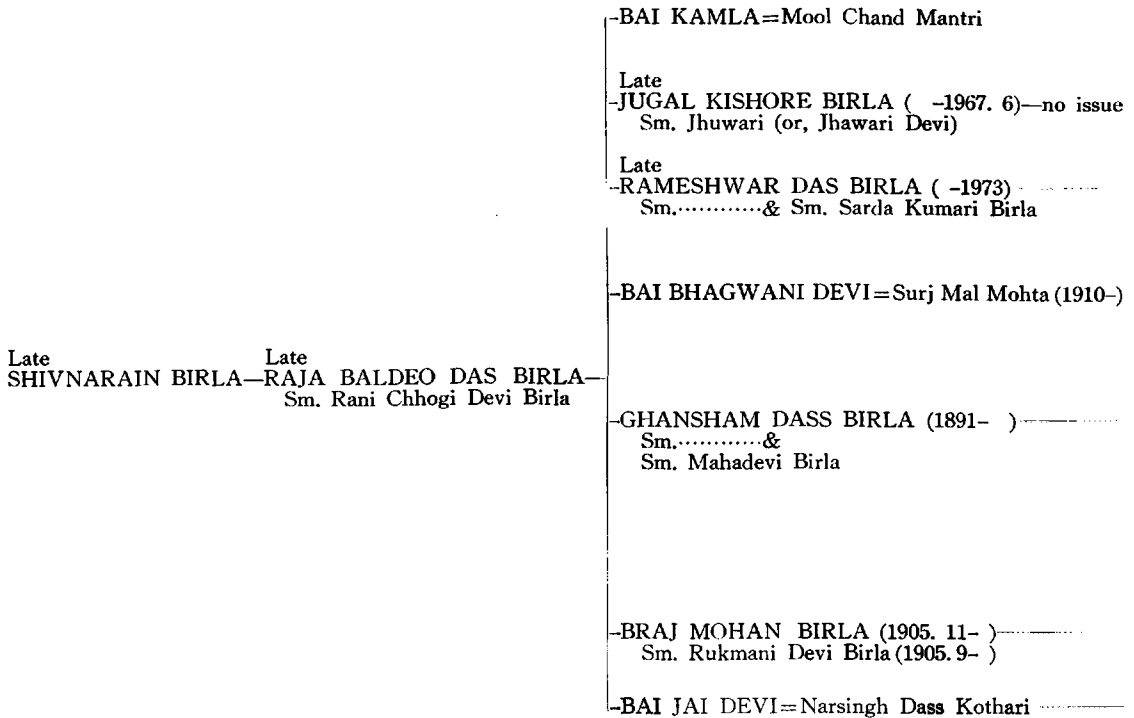 BAI KAMLA=Mool Chand Mantri
Late
JUGAL KISHORE BIRLA ( -1967. 6)—no issue
Sm. Jhuwari (or, Jhawari Devi)
Late
RAMESHWAR DAS BIRLA ( -1973)
Sm.············& Sm. Sarda Kumari Birla
BAI BHAGWANI DEVI=Surj Mal Mohta (1910–)
Late Late
SHIVNARAIN BIRLA—RAJA BALDEO DAS BIRLA—
Sm. Rani Chhogi Devi Birla
GHANSHAM DASS BIRLA (1891– )
Sm.············&
Sm. Mahadevi Birla
BRAJ MOHAN BIRLA (1905. 11– )
Sm. Rukmani Devi Birla (1905. 9– )
BAI JAI DEVI=Narsingh Dass Kothari